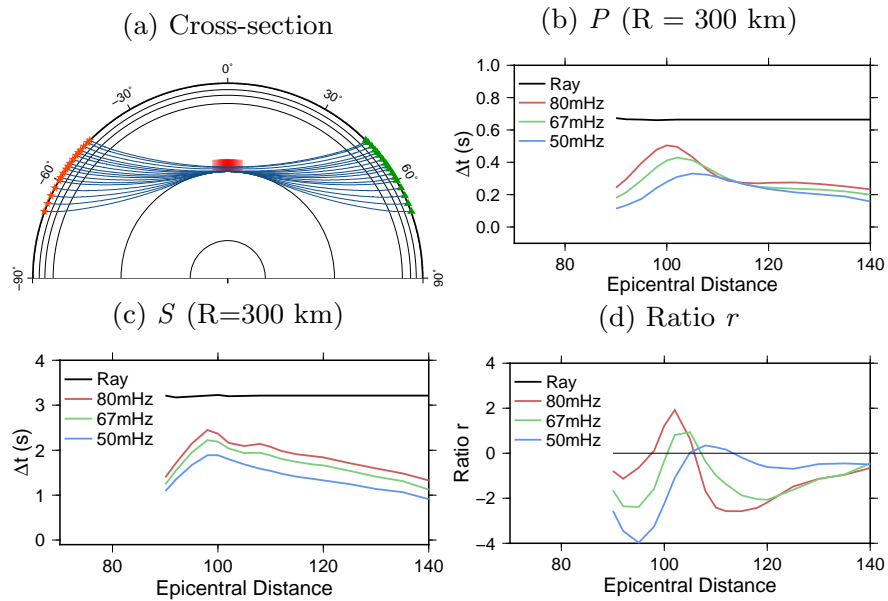 (a) Cross-section
−90˚
−60˚
−30˚
0˚
30˚
60˚
90˚
(b) P (R = 300 km)
1.0
0.8
0.6
0.4
0.2
0.0
Δt (s)
Ray
80mHz
67mHz
50mHz
80 100 120 140
Epicentral Distance
(c) S (R=300 km)
4
3
2
1
0
Δt (s)
Ray
80mHz
67mHz
50mHz
80 100 120 140
Epicentral Distance
(d) Ratio r
4
2
0
−2
−4
Ratio r
Ray
80mHz
67mHz
50mHz
80 100 120 140
Epicentral Distance